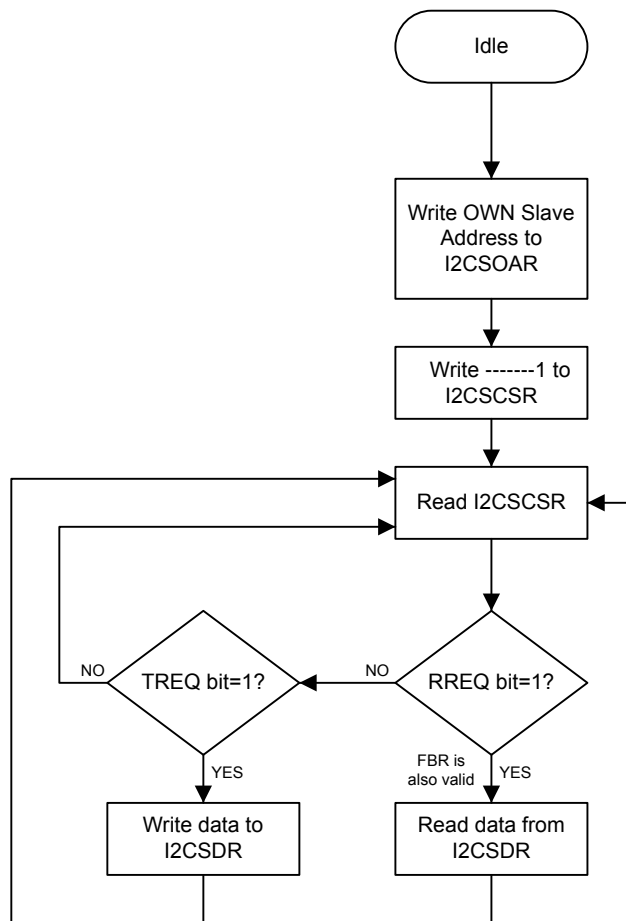 Idle
Write OWN Slave
Address to
I2CSOAR
Write -------1 to
I2CSCSR
Read I2CSCSR
TREQ bit=1?
NO
RREQ bit=1?
NO
YES
FBR is
also valid
YES
Write data to
I2CSDR
Read data from
I2CSDR